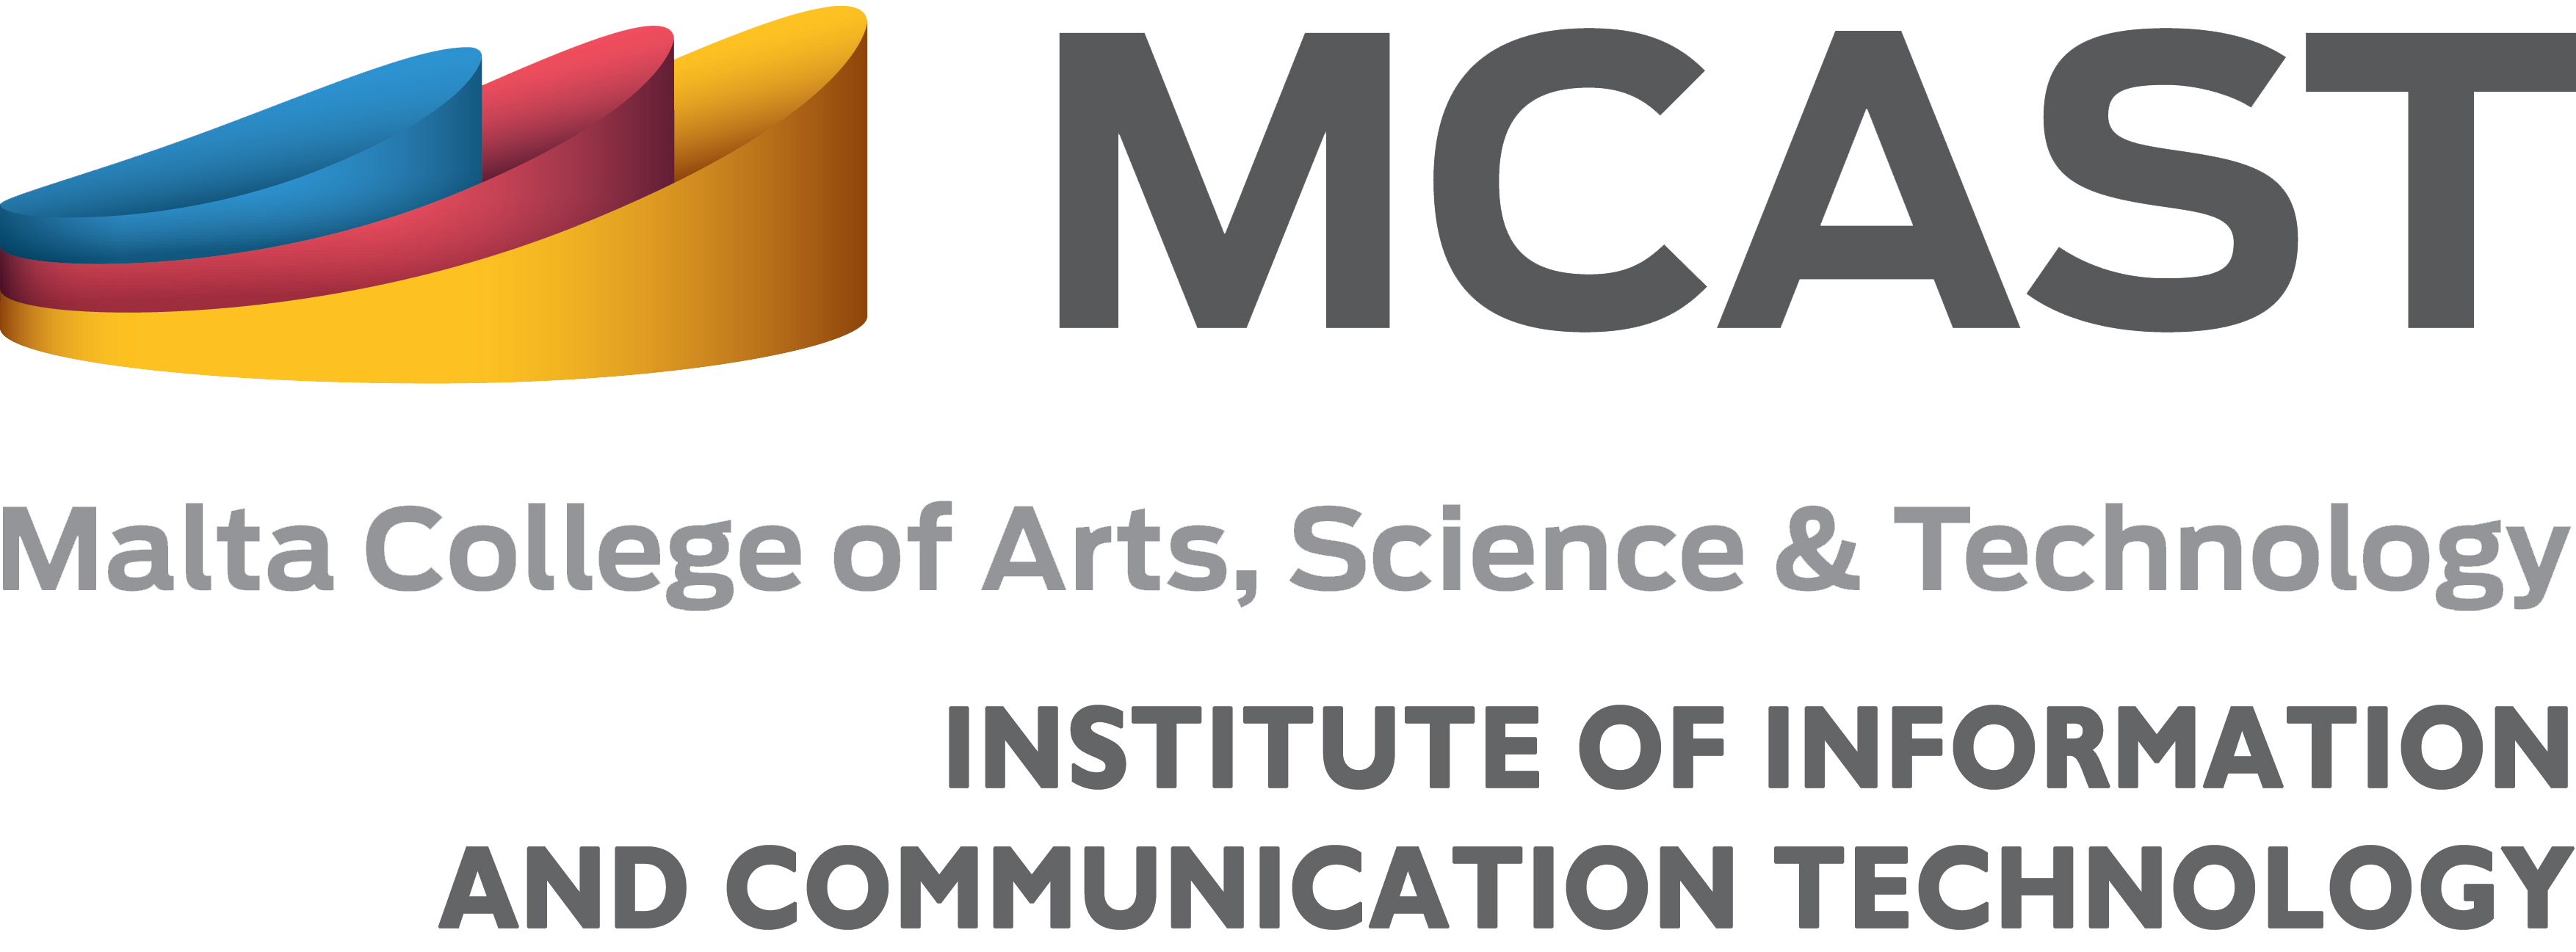 MCAST
Malta College of Arts, Science & Technology
INSTITUTE OF INFORMATION
AND COMMUNICATION TECHNOLOGY